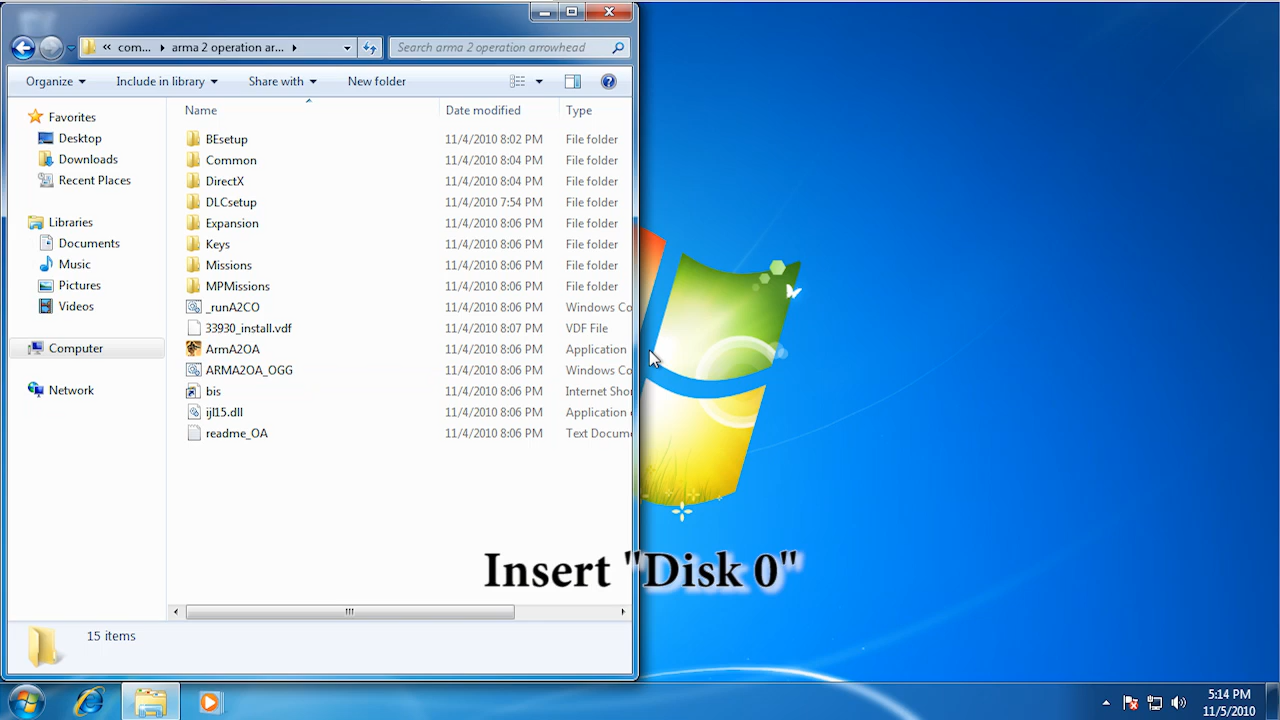 com... arma 2 operation ar... Search arma 2 operation arrowhead
Organize Include in library Share with New folder
Name Date modified Type
Favorites
Desktop
Downloads
Recent Places
Libraries
Documents
Music
Pictures
Videos
Computer
Network
BEsetup 11/4/2010 8:02 PM File folder
Common 11/4/2010 8:04 PM File folder
DirectX 11/4/2010 8:04 PM File folder
DLCsetup 11/4/2010 7:54 PM File folder
Expansion 11/4/2010 8:06 PM File folder
Keys 11/4/2010 8:06 PM File folder
Missions 11/4/2010 8:06 PM File folder
MPMissions 11/4/2010 8:06 PM File folder
_runA2CO 11/4/2010 8:06 PM Windows Co
33930_install.vdf 11/4/2010 8:07 PM VDF File
ArmA2OA 11/4/2010 8:06 PM Application
ARMA2OA_OGG 11/4/2010 8:06 PM Windows Co
bis 11/4/2010 8:06 PM Internet Sho
ijl15.dll 11/4/2010 8:06 PM Application e
readme_OA 11/4/2010 8:06 PM Text Docume
Insert "Disk 0"
15 items
5:14 PM
11/5/2010